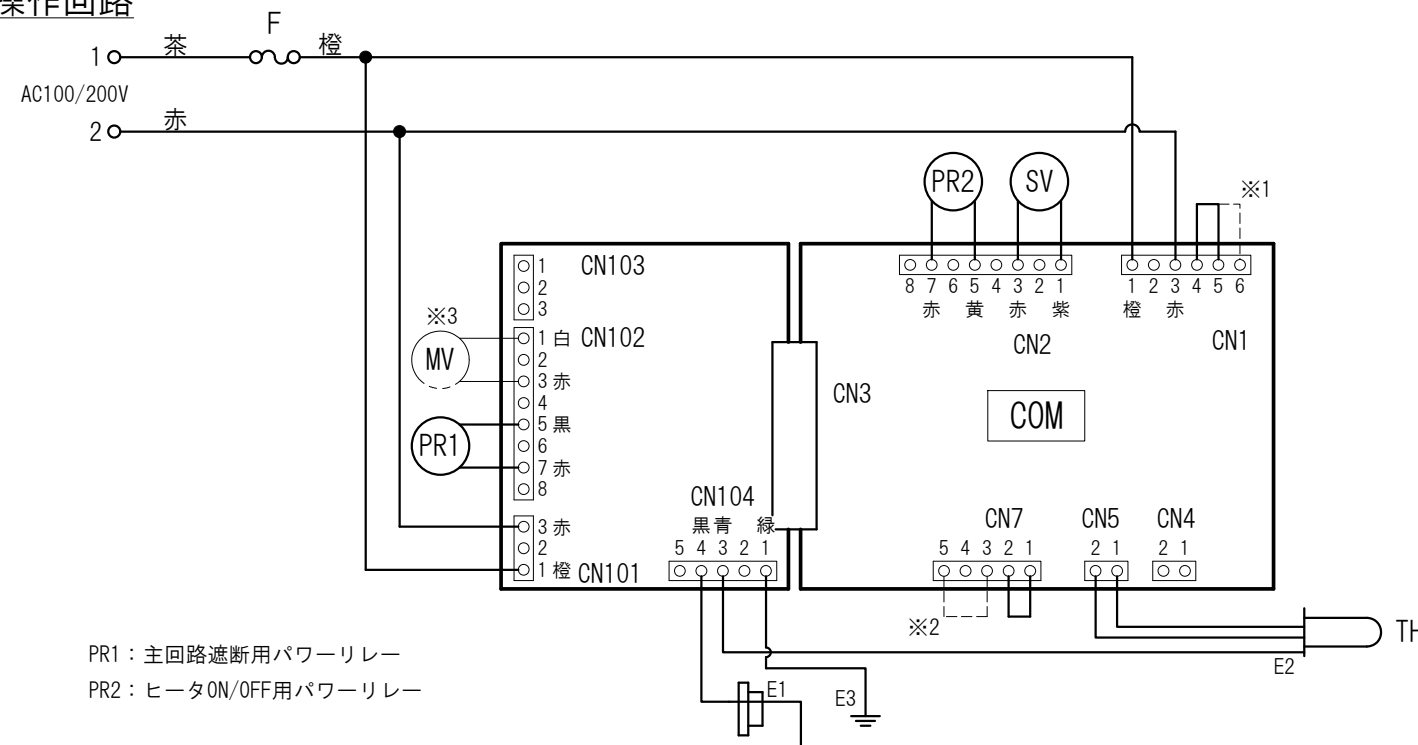 操作回路
F
1 茶 橙
AC100/200V
2 赤
PR2 SV ※1
1 CN103
2
3
8 7 6 5 4 3 2 1
赤 黄 赤 紫
1 2 3 4 5 6
橙 赤
CN2 CN1
※3
MV
1 白 CN102
2
3 赤
4
5 黒
PR1
6
7 赤
8
CN3
COM
CN104
黒 青 緑
5 4 3 2 1
3 赤
2
1 橙 CN101
CN7 CN5 CN4
5 4 3 2 1 2 1 2 1
※2
TH
E2
PR1：主回路遮断用パワーリレー
PR2：ヒータON/OFF用パワーリレー
E1 E3